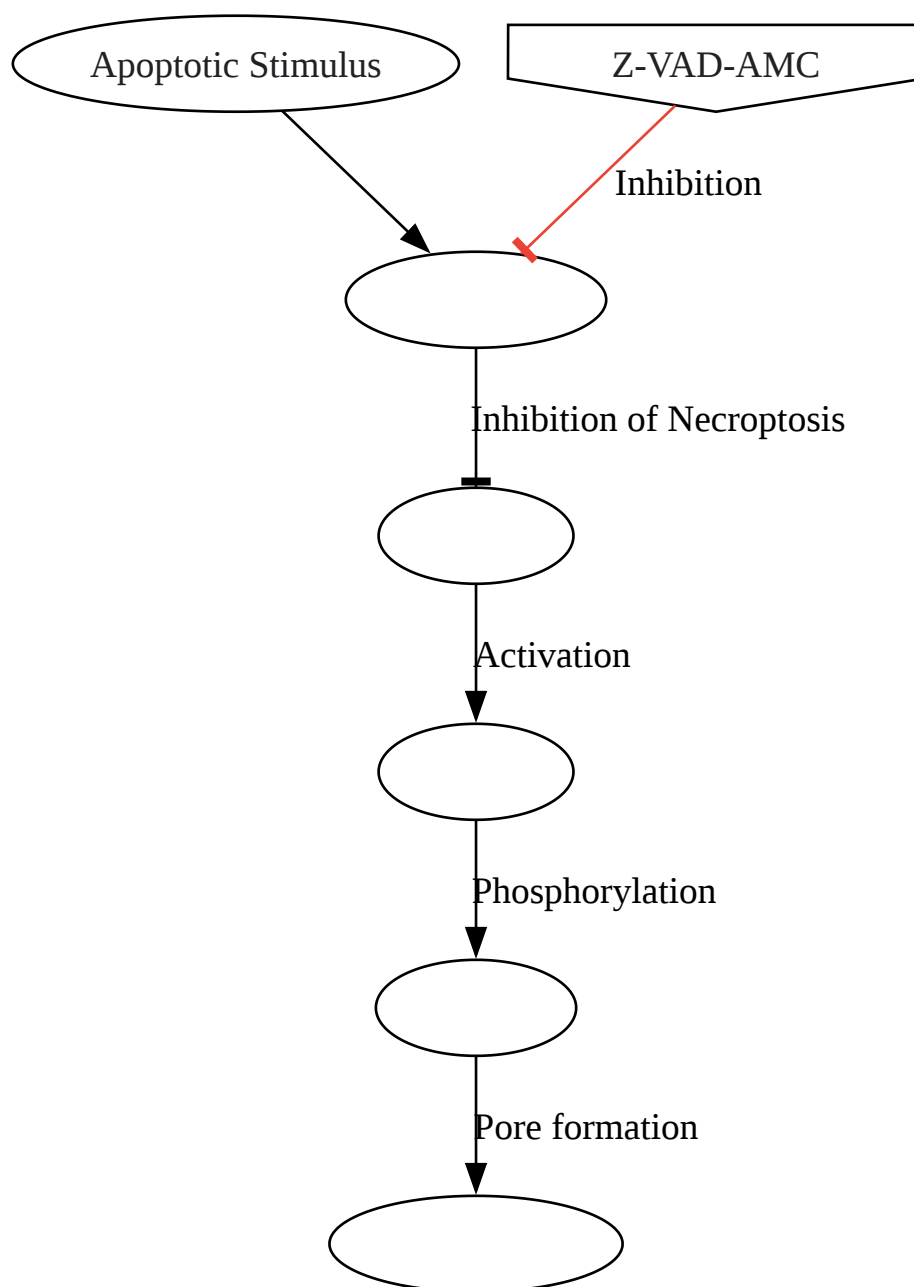 Apoptotic Stimulus
Z-VAD-AMC
Inhibition
Inhibition of Necroptosis
Activation
Phosphorylation
Pore formation